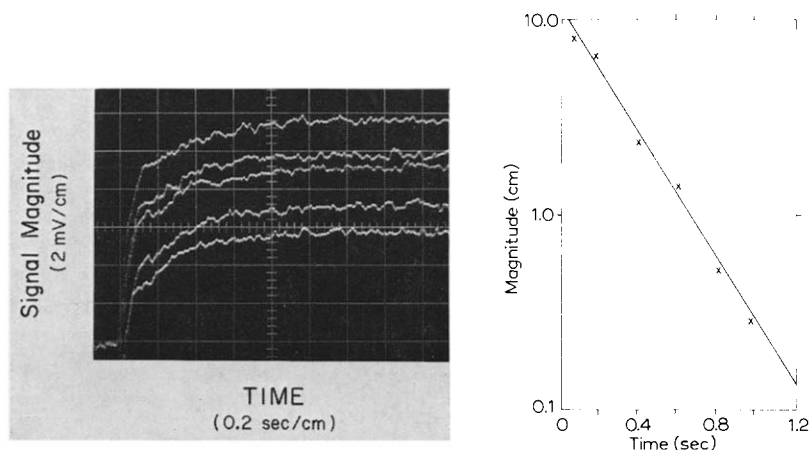 Signal Magnitude
(2 mV/cm)
TIME
(0.2 sec/cm)
10.0
1.0
0.1
Magnitude (cm)
0
0.4
0.8
1.2
Time (sec)